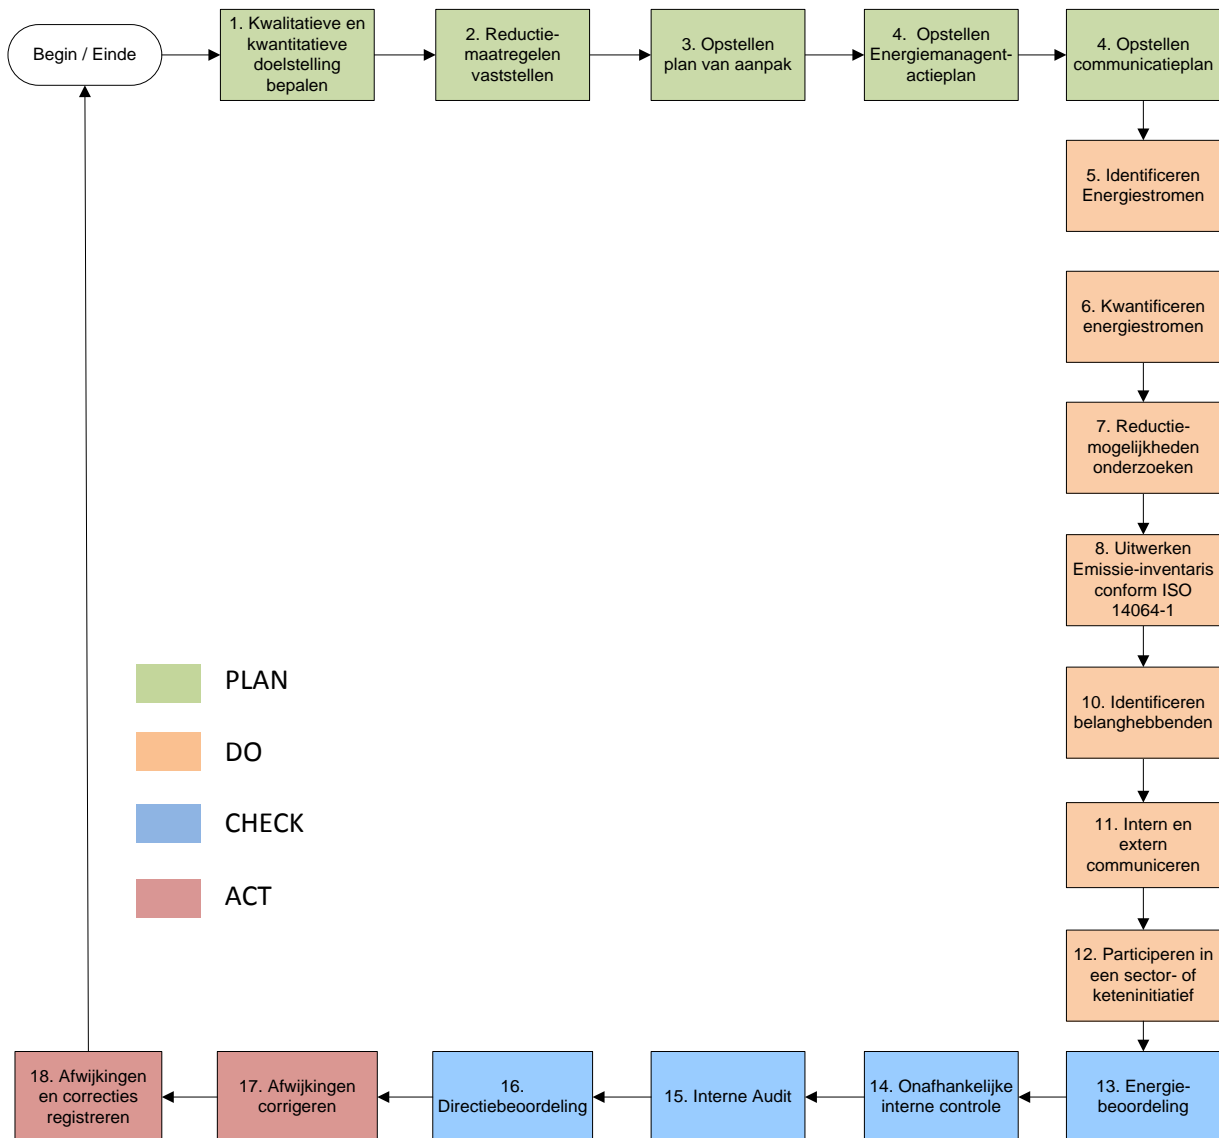 Begin / Einde
1. Kwalitatieve en
kwantitatieve
doelstelling
bepalen
2. Reductie-
maatregelen
vaststellen
3. Opstellen
plan van aanpak
4. Opstellen
Energiemanagent-
actieplan
4. Opstellen
communicatieplan
5. Identificeren
Energiestromen
6. Kwantificeren
energiestromen
7. Reductie-
mogelijkheden
onderzoeken
8. Uitwerken
Emissie-inventaris
conform ISO
14064-1
10. Identificeren
belanghebbenden
11. Intern en
extern
communiceren
12. Participeren in
een sector- of
keteninitiatief
13. Energie-
beoordeling
14. Onafhankelijke
interne controle
15. Interne Audit
16.
Directiebeoordeling
17. Afwijkingen
corrigeren
18. Afwijkingen
en correcties
registreren
PLAN
DO
CHECK
ACT